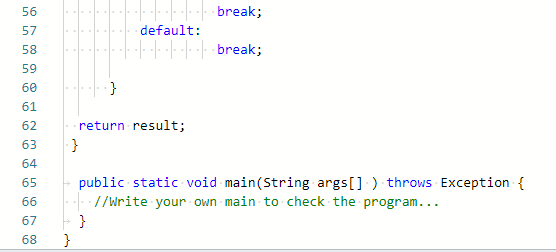 56 break;
57 default:
58 break;
59
60 }
61
62 return result;
63 }
64
65 public static void main(String args[] ) throws Exception {
66 //Write your own main to check the program...
67 }
68 }